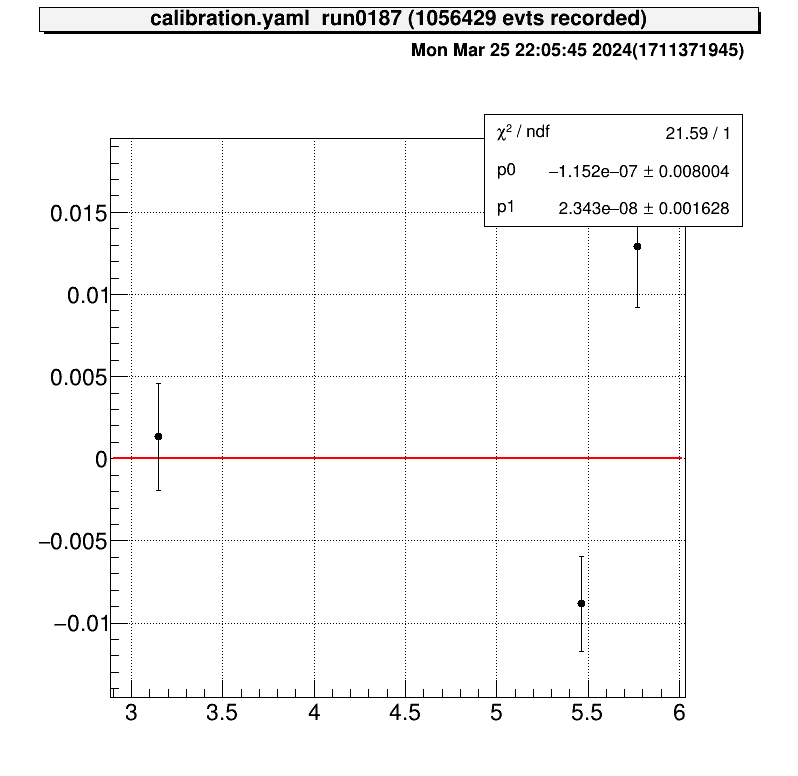 calibration.yaml run0187 (1056429 evts recorded)
Mon Mar 25 22:05:45 2024(1711371945)
χ² / ndf 21.59 / 1
p0 −1.152e−07 ± 0.008004
p1 2.343e−08 ± 0.001628
0.015
0.01
0.005
0
−0.005
−0.01
3 3.5 4 4.5 5 5.5 6